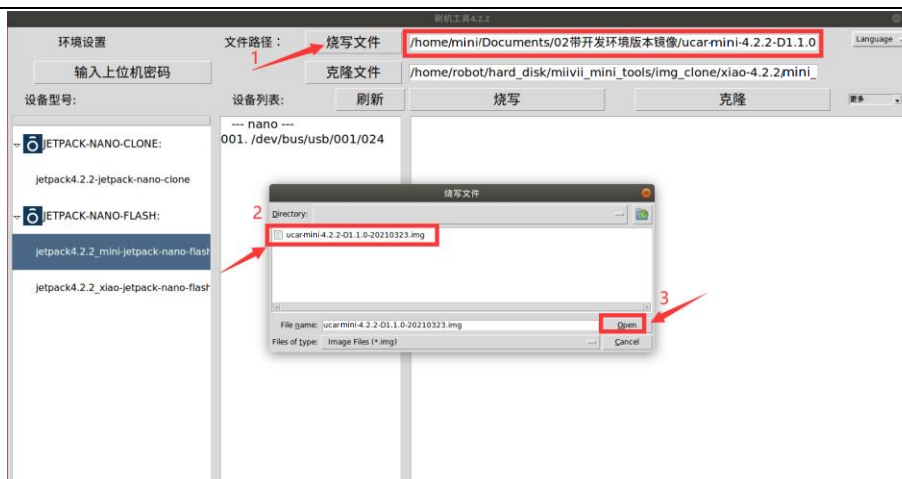 刷机工具4.2.2
环境设置
文件路径：
烧写文件
/home/mini/Documents/02带开发环境版本镜像/ucar-mini-4.2.2-D1.1.0
Language
1
输入上位机密码
克隆文件
/home/robot/hard_disk/miivii_mini_tools/img_clone/xiao-4.2.2/mini_
设备型号:
设备列表:
刷新
烧写
克隆
更多
JETPACK-NANO-CLONE:
jetpack4.2.2-jetpack-nano-clone
JETPACK-NANO-FLASH:
jetpack4.2.2_mini-jetpack-nano-flash
jetpack4.2.2_xiao-jetpack-nano-flash
--- nano ---
001. /dev/bus/usb/001/024
烧写文件
2
Directory:
ucar-mini-4.2.2-D1.1.0-20210323.img
3
File name:
ucar-mini-4.2.2-D1.1.0-20210323.img
Open
Files of type:
Image Files (*.img)
Cancel